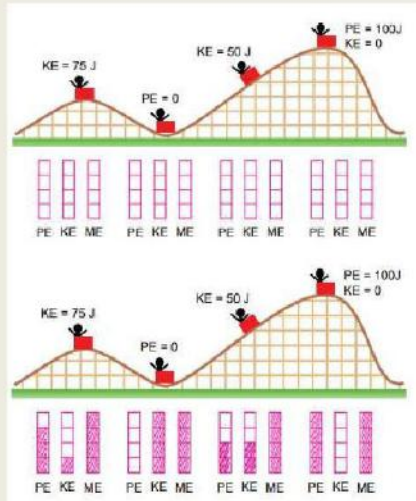 PE = 100J
KE = 0
KE = 50 J
KE = 75 J
PE = 0
PE KE ME PE KE ME PE KE ME PE KE ME
PE = 100J
KE = 0
KE = 50 J
KE = 75 J
PE = 0
PE KE ME PE KE ME PE KE ME PE KE ME